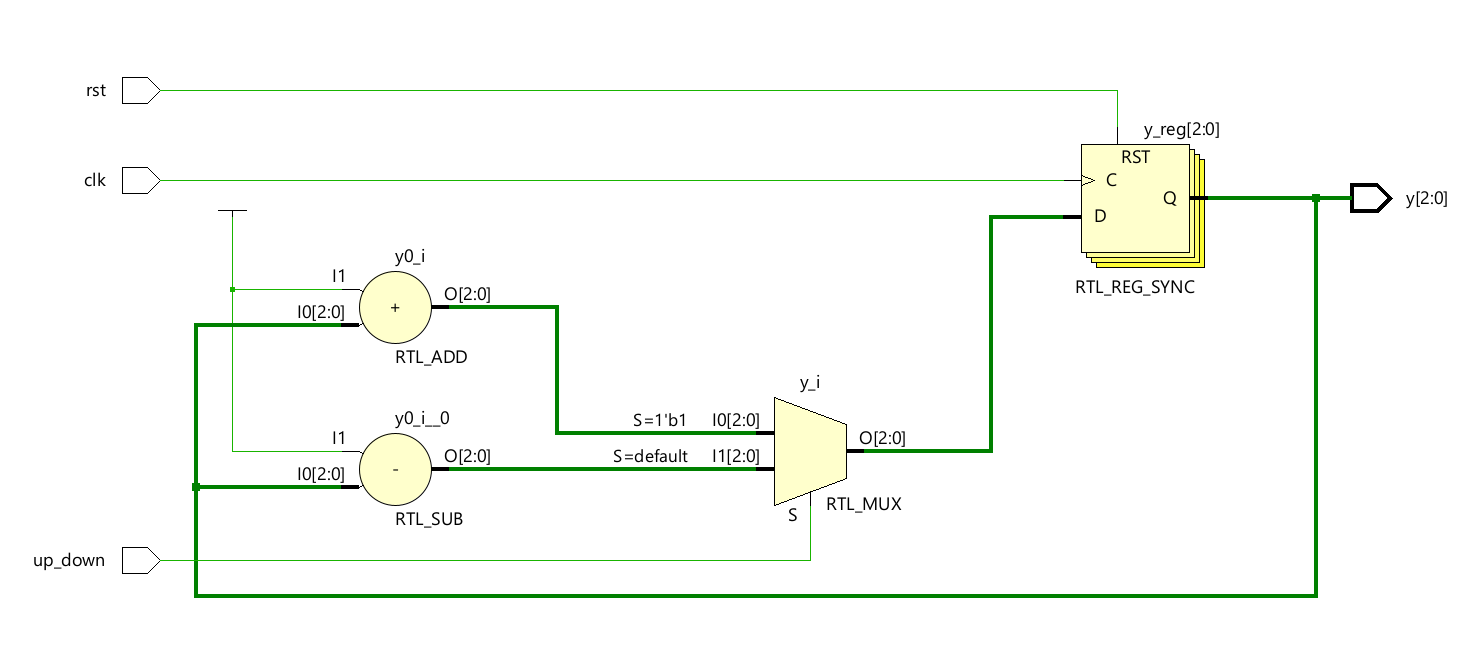 rst
y_reg[2:0]
RST
clk
C
Q
y[2:0]
D
y0_i
I1
O[2:0]
I0[2:0]
+
RTL_REG_SYNC
RTL_ADD
y_i
y0_i__0
S=1'b1
I0[2:0]
I1
O[2:0]
O[2:0]
S=default
I1[2:0]
I0[2:0]
-
RTL_MUX
RTL_SUB
S
up_down